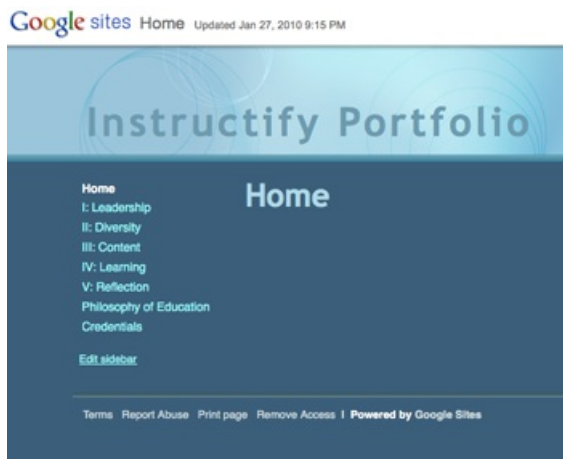 Google sites Home Updated Jan 27, 2010 9:15 PM
Instructify Portfolio
Home
Home
I: Leadership
II: Diversity
III: Content
IV: Learning
V: Reflection
Philosophy of Education
Credentials
Edit sidebar
Terms Report Abuse Print page Remove Access | Powered by Google Sites